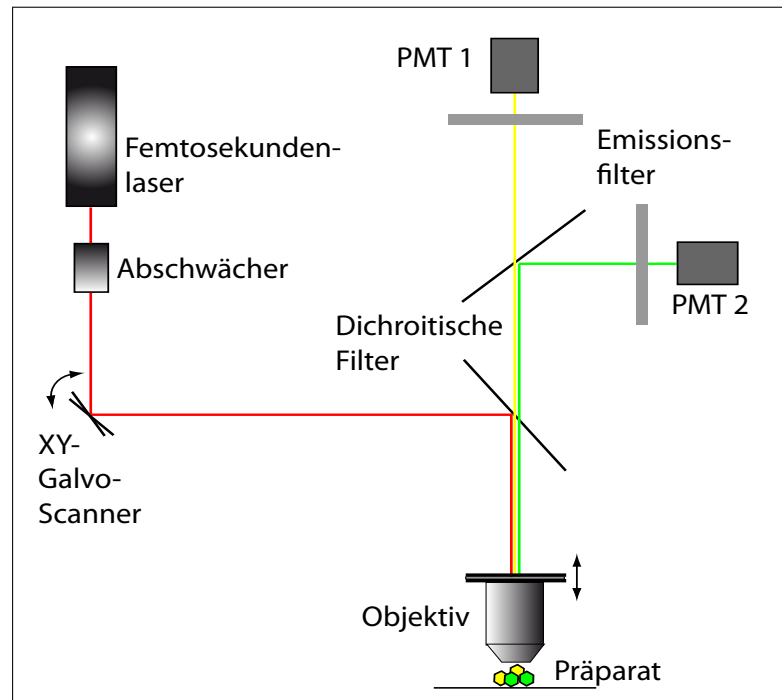 PMT 1
Femtosekunden-
laser
Emissions-
filter
Abschwächer
PMT 2
Dichroitische
Filter
XY-
Galvo-
Scanner
Objektiv
Präparat